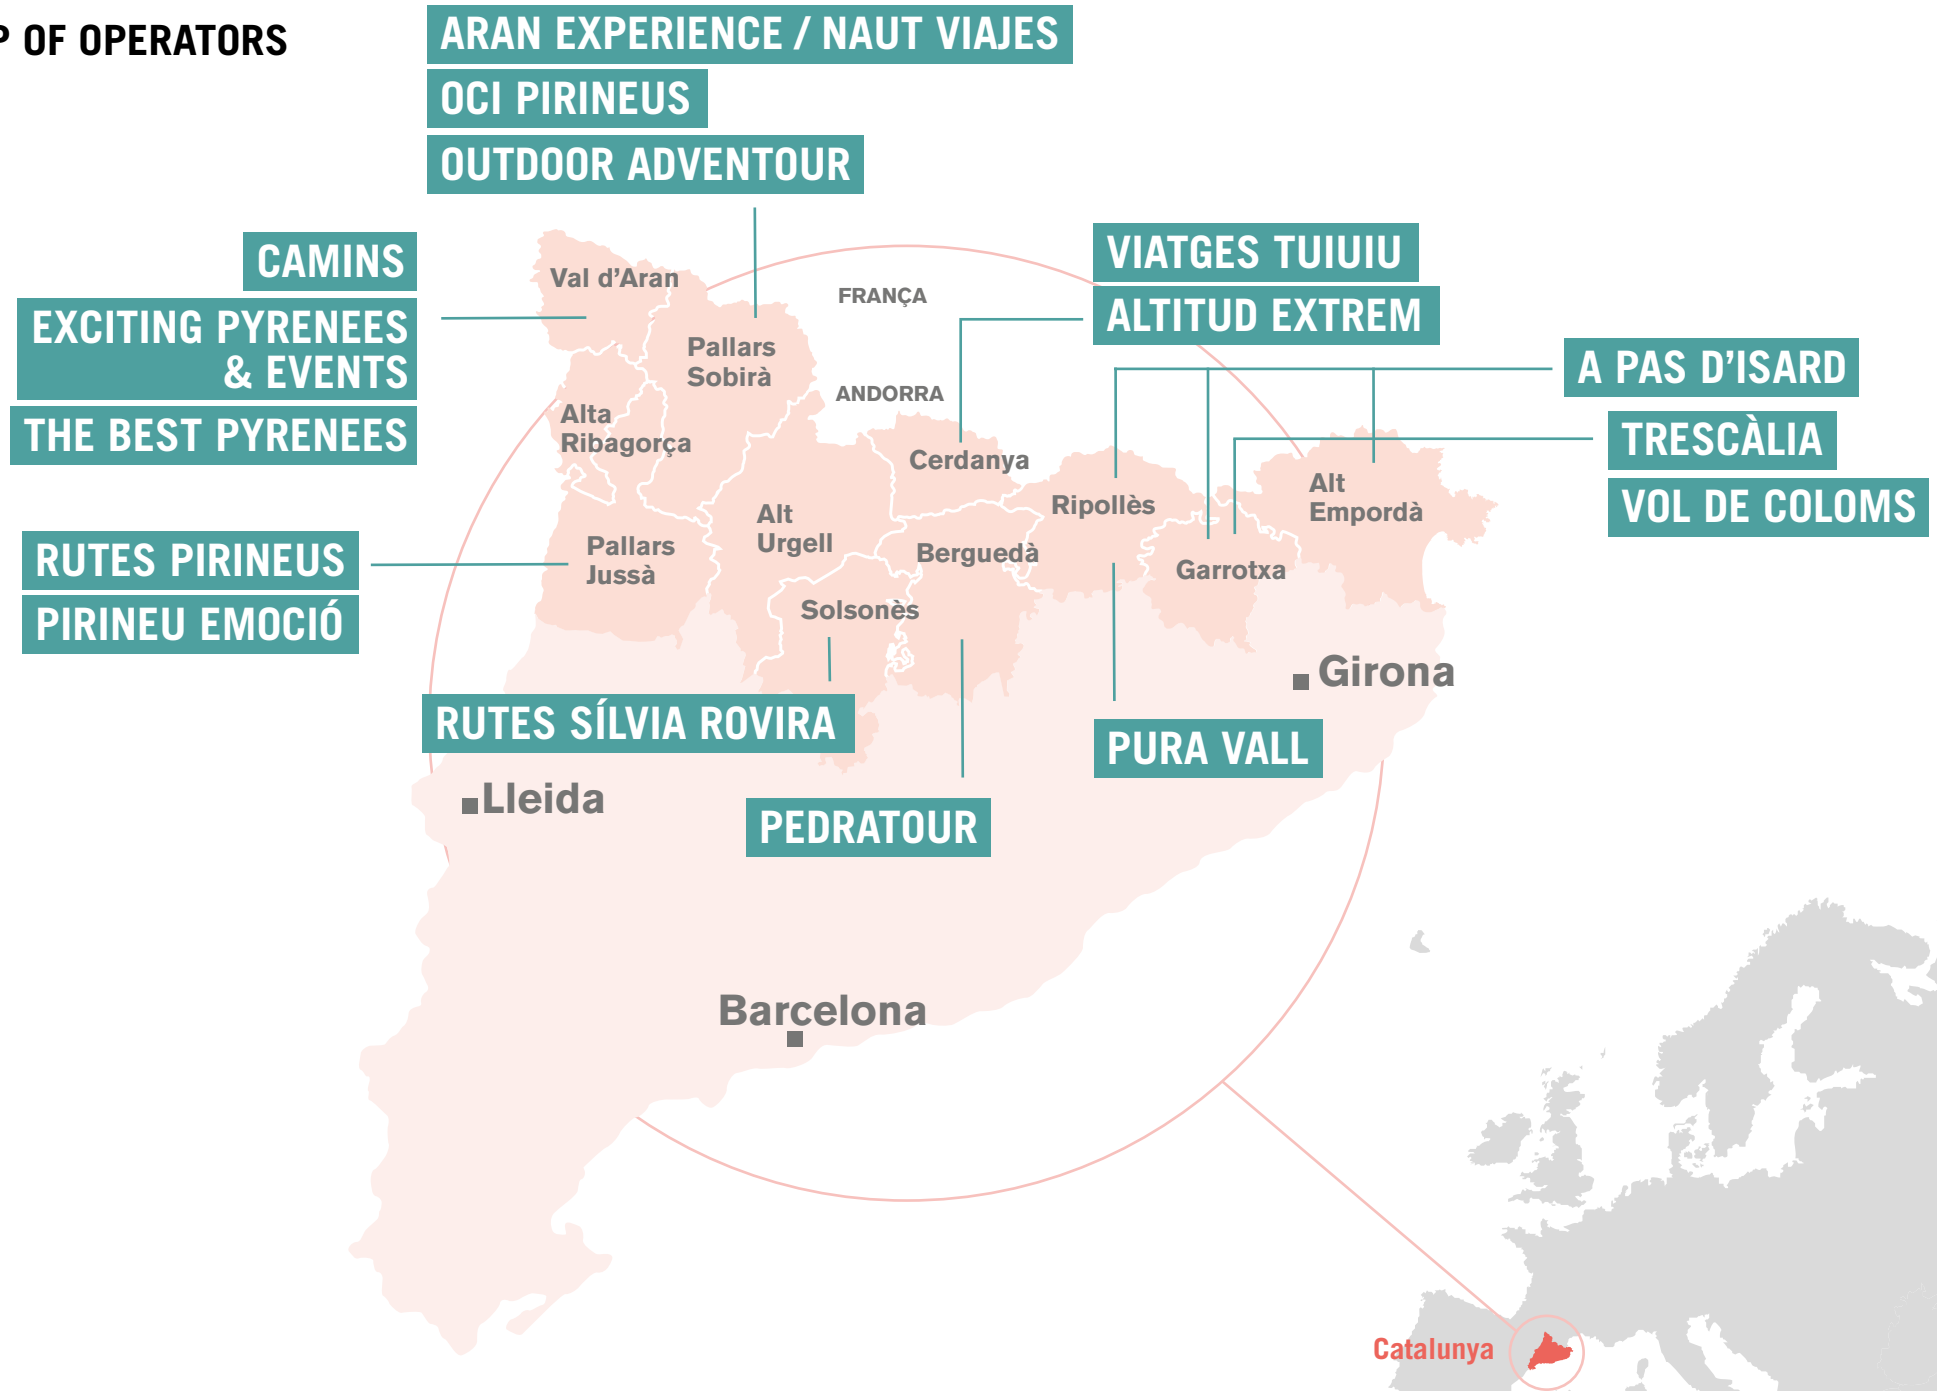 P OF OPERATORS
ARAN EXPERIENCE / NAUT VIAJES
OCI PIRINEUS
OUTDOOR ADVENTOUR
CAMINS
EXCITING PYRENEES
& EVENTS
THE BEST PYRENEES
VIATGES TUIUIU
ALTITUD EXTREM
A PAS D'ISARD
TRESCÀLIA
VOL DE COLOMS
RUTES PIRINEUS
PIRINEU EMOCIÓ
Val d'Aran
FRANÇA
Pallars
Sobirà
ANDORRA
Alta
Ribagorça
Cerdanya
Ripollès
Alt
Empordà
Alt
Urgell
Pallars
Jussà
Berguedà
Garrotxa
Solsonès
Girona
RUTES SÍLVIA ROVIRA
PURA VALL
Lleida
PEDRATOUR
Barcelona
Catalunya